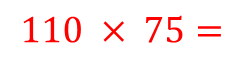 110 × 75 =